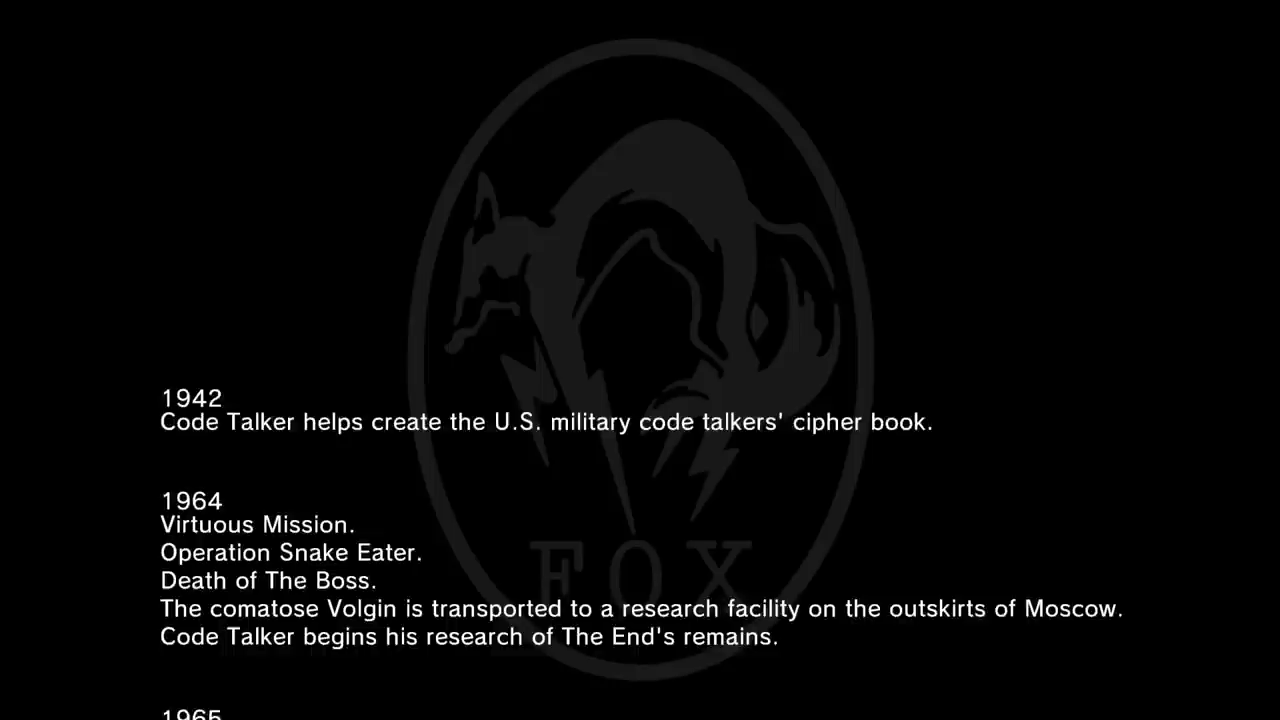 1942
Code Talker helps create the U.S. military code talkers' cipher book.
1964
Virtuous Mission.
Operation Snake Eater.
Death of The Boss.
FOX
The comatose Volgin is transported to a research facility on the outskirts of Moscow.
Code Talker begins his research of The End's remains.
1965